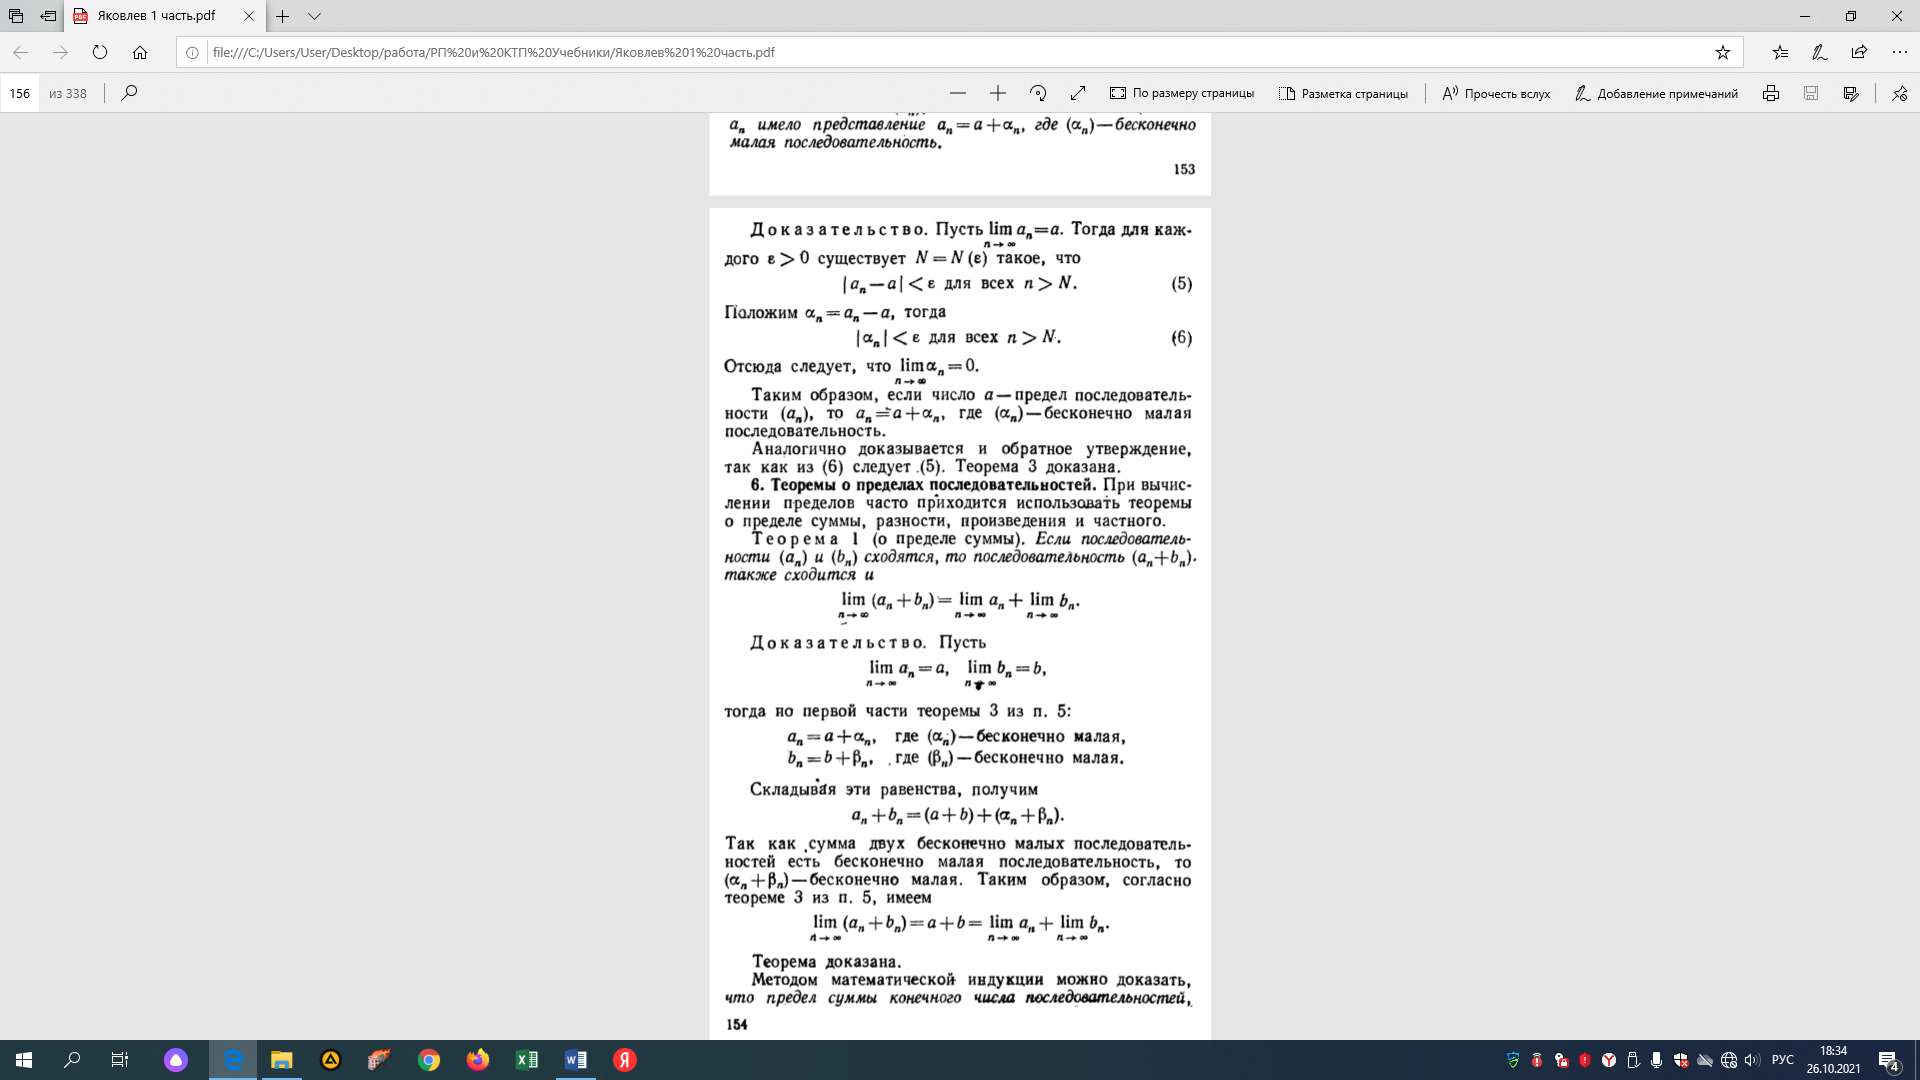 Яковлев 1 часть.pdf
file:///C:/Users/User/Desktop/работа/РП%20и%20КТП%20Учебники/Яковлев%201%20часть.pdf
156 из 338
По размеру страницы
Разметка страницы
Прочесть вслух
Добавление примечаний
aₙ имело представление aₙ=a+αₙ, где (αₙ)—бесконечно
малая последовательность.
153
Доказательство. Пусть lim aₙ=a. Тогда для каж-
n→∞
дого ε>0 существует N=N(ε) такое, что
|aₙ—a|<ε для всех n>N. (5)
Положим αₙ=aₙ—a, тогда
|αₙ|<ε для всех n>N. (6)
Отсюда следует, что lim αₙ=0.
n→∞
Таким образом, если число a—предел последователь-
ности (aₙ), то aₙ=a+αₙ, где (αₙ)—бесконечно малая
последовательность.
Аналогично доказывается и обратное утверждение,
так как из (6) следует (5). Теорема 3 доказана.
6. Теоремы о пределах последовательностей. При вычис-
лении пределов часто приходится использовать теоремы
о пределе суммы, разности, произведения и частного.
Теорема 1 (о пределе суммы). Если последователь-
ности (aₙ) и (bₙ) сходятся, то последовательность (aₙ+bₙ)
также сходится и
lim (aₙ+bₙ)= lim aₙ+ lim bₙ.
n→∞ n→∞ n→∞
Доказательство. Пусть
lim aₙ=a, lim bₙ=b,
n→∞ n→∞
тогда по первой части теоремы 3 из п. 5:
aₙ=a+αₙ, где (αₙ)—бесконечно малая,
bₙ=b+βₙ, где (βₙ)—бесконечно малая.
Складывая эти равенства, получим
aₙ+bₙ=(a+b)+(αₙ+βₙ).
Так как сумма двух бесконечно малых последователь-
ностей есть бесконечно малая последовательность, то
(αₙ+βₙ)—бесконечно малая. Таким образом, согласно
теореме 3 из п. 5, имеем
lim (aₙ+bₙ)=a+b= lim aₙ+ lim bₙ.
n→∞ n→∞ n→∞
Теорема доказана.
Методом математической индукции можно доказать,
что предел суммы конечного числа последовательностей,
154
РУС
18:34
26.10.2021
4